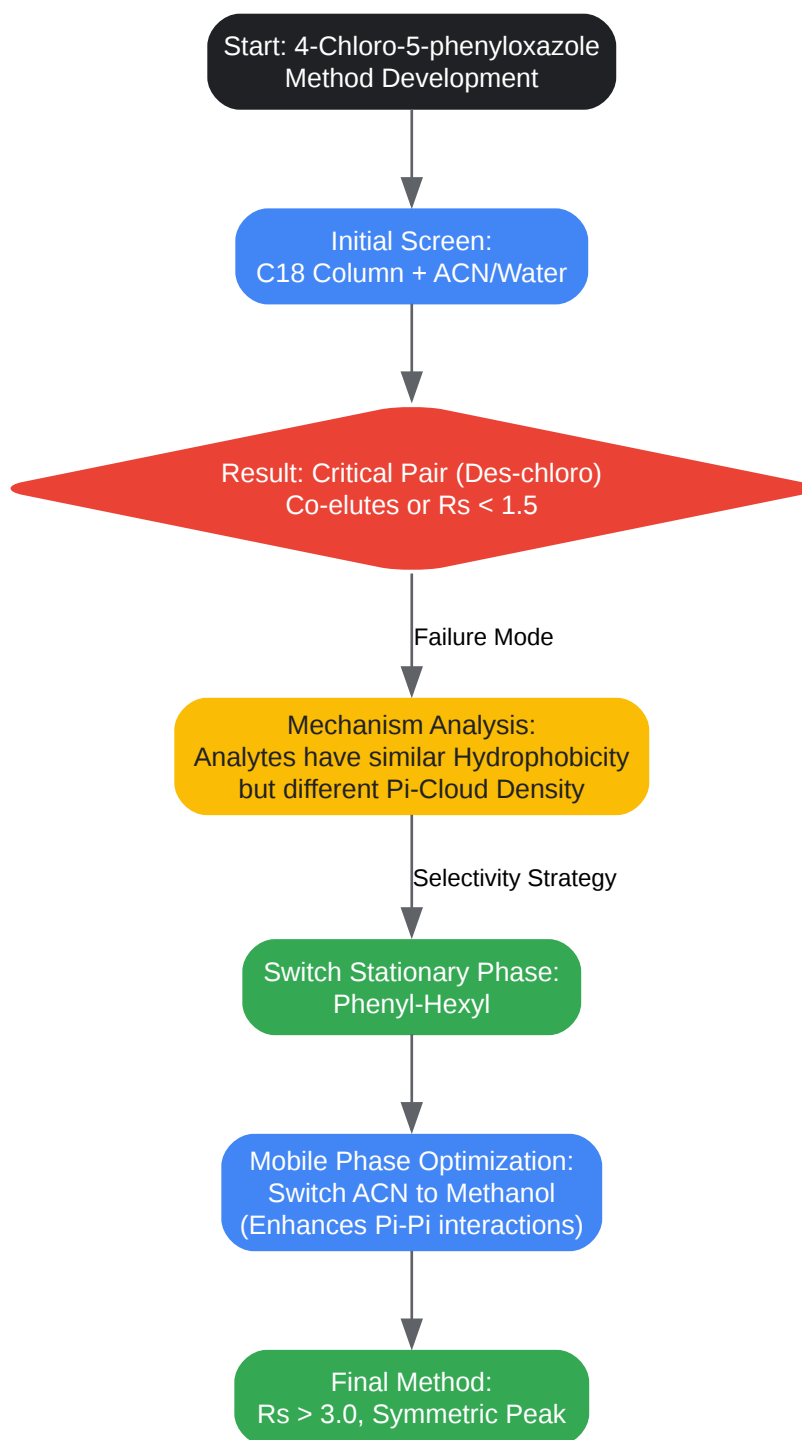 Start: 4-Chloro-5-phenyloxazole
Method Development
Initial Screen:
C18 Column + ACN/Water
Result: Critical Pair (Des-chloro)
Co-elutes or Rs < 1.5
Failure Mode
Mechanism Analysis:
Analytes have similar Hydrophobicity
but different Pi-Cloud Density
Selectivity Strategy
Switch Stationary Phase:
Phenyl-Hexyl
Mobile Phase Optimization:
Switch ACN to Methanol
(Enhances Pi-Pi interactions)
Final Method:
Rs > 3.0, Symmetric Peak